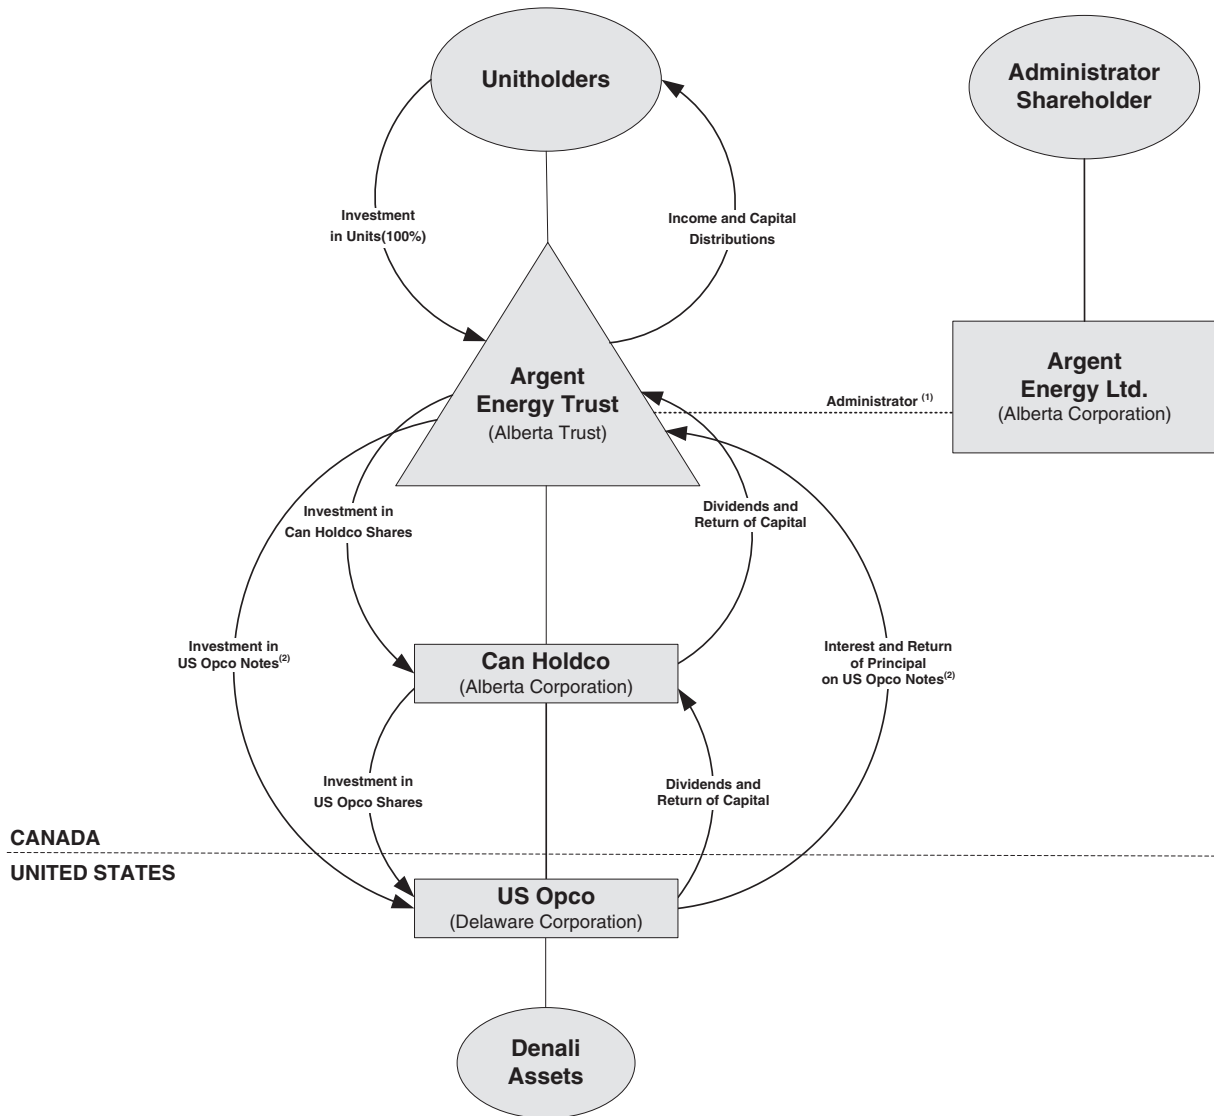 Unitholders
Administrator
Shareholder
Investment
in Units(100%)
Income and Capital
Distributions
Argent
Energy Trust
(Alberta Trust)
Administrator (1)
Argent
Energy Ltd.
(Alberta Corporation)
Investment in
Can Holdco Shares
Dividends and
Return of Capital
Investment in
US Opco Notes(2)
Can Holdco
(Alberta Corporation)
Interest and Return
of Principal
on US Opco Notes(2)
Investment in
US Opco Shares
Dividends and
Return of Capital
CANADA
UNITED STATES
US Opco
(Delaware Corporation)
Denali
Assets